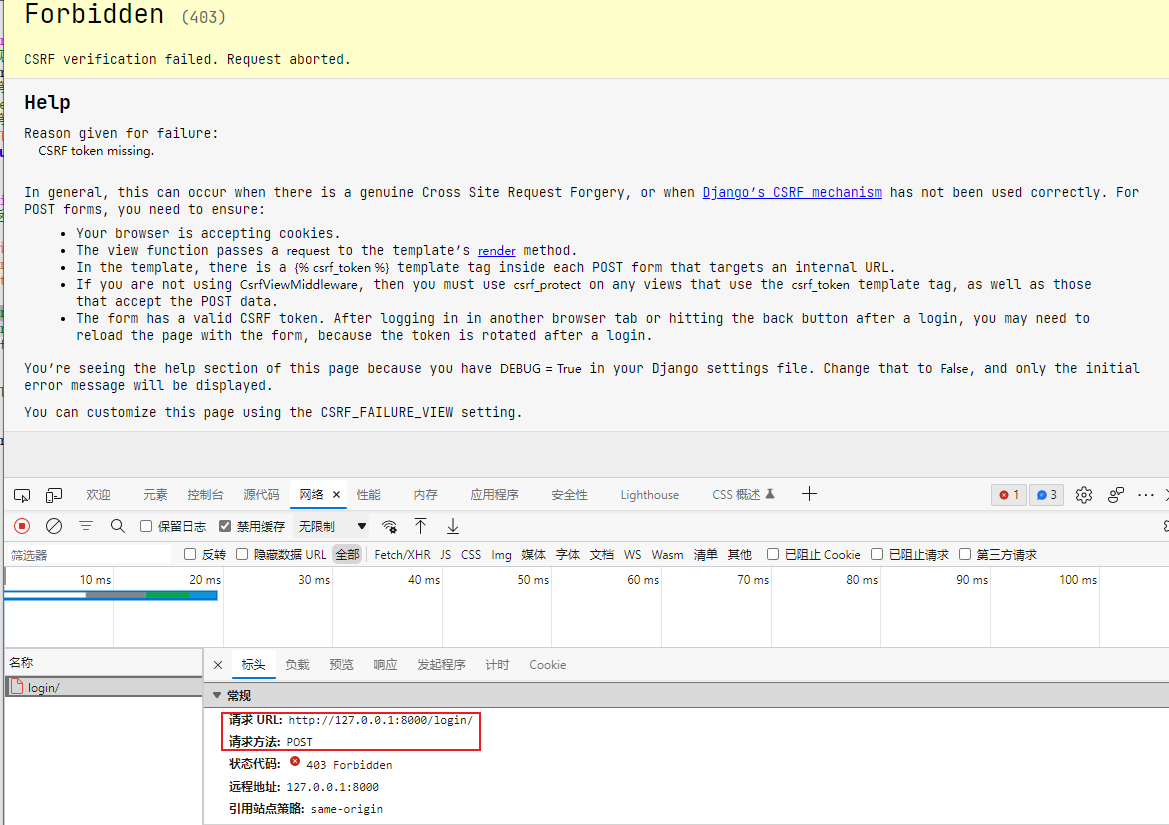 Forbidden (403)
CSRF verification failed. Request aborted.
Help
Reason given for failure:
CSRF token missing.
In general, this can occur when there is a genuine Cross Site Request Forgery, or when Django’s CSRF mechanism has not been used correctly. For
POST forms, you need to ensure:
• Your browser is accepting cookies.
• The view function passes a request to the template’s render method.
• In the template, there is a {% csrf_token %} template tag inside each POST form that targets an internal URL.
• If you are not using CsrfViewMiddleware, then you must use csrf_protect on any views that use the csrf_token template tag, as well as those
that accept the POST data.
• The form has a valid CSRF token. After logging in in another browser tab or hitting the back button after a login, you may need to
reload the page with the form, because the token is rotated after a login.
You’re seeing the help section of this page because you have DEBUG = True in your Django settings file. Change that to False, and only the initial
error message will be displayed.
You can customize this page using the CSRF_FAILURE_VIEW setting.
欢迎 元素 控制台 源代码 网络 × 性能 内存 应用程序 安全性 Lighthouse CSS 概述 + 1 3 ···
保留日志 禁用缓存 无限制
筛选器 反转 隐藏数据 URL 全部 Fetch/XHR JS CSS Img 媒体 字体 文档 WS Wasm 清单 其他 已阻止 Cookie 已阻止请求 第三方请求
10 ms 20 ms 30 ms 40 ms 50 ms 60 ms 70 ms 80 ms 90 ms 100 ms
名称 × 标头 负载 预览 响应 发起程序 计时 Cookie
login/
▼ 常规
请求 URL: http://127.0.0.1:8000/login/
请求方法: POST
状态代码: 403 Forbidden
远程地址: 127.0.0.1:8000
引用站点策略: same-origin